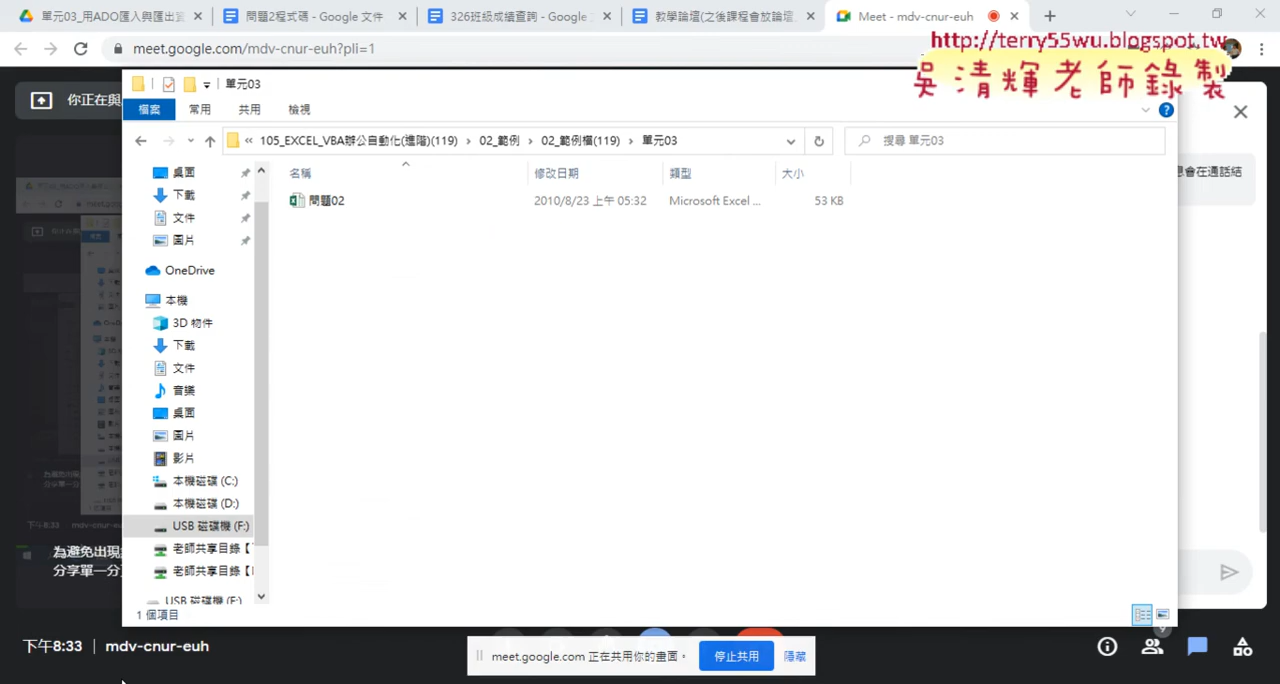 單元03_用ADO匯入與匯出資
問題2程式碼 - Google 文件
326班級成績查詢 - Google
教學論壇(之後課程會放論壇
Meet - mdv-cnur-euh
meet.google.com/mdv-cnur-euh?pli=1
http://terry55wu.blogspot.tw
吳清輝老師錄製
你正在與
單元03
檔案
常用
共用
檢視
« 105_EXCEL_VBA辦公自動化(進階)(119) › 02_範例 › 02_範例檔(119) › 單元03
搜尋 單元03
息會在通話結
名稱
修改日期
類型
大小
問題02
2010/8/23 上午 05:32
Microsoft Excel ...
53 KB
桌面
下載
文件
圖片
OneDrive
本機
3D 物件
下載
文件
音樂
桌面
圖片
影片
本機磁碟 (C:)
本機磁碟 (D:)
USB 磁碟機 (F:)
老師共享目錄【
老師共享目錄【
USB 磁碟機 (F:)
1 個項目
為避免出現
分享單一分
下午8:33
mdv-cnur-euh
meet.google.com 正在共用你的畫面。
停止共用
隱藏